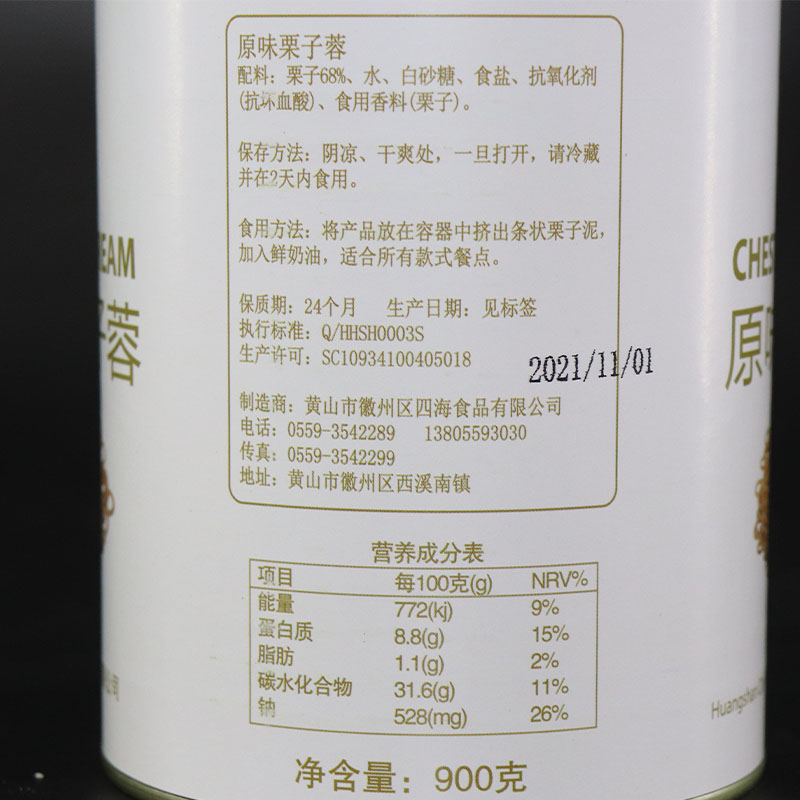 原味栗子蓉
配料：栗子68%、水、白砂糖、食盐、抗氧化剂
(抗坏血酸)、食用香料(栗子)。
保存方法：阴凉、干爽处，一旦打开，请冷藏
并在2天内食用。
食用方法：将产品放在容器中挤出条状栗子泥，
加入鲜奶油，适合所有款式餐点。
保质期：24个月 生产日期：见标签
执行标准：Q/HHSH0003S
生产许可：SC10934100405018
2021/11/01
制造商：黄山市徽州区四海食品有限公司
电话：0559-3542289 13805593030
传真：0559-3542299
地址：黄山市徽州区西溪南镇
营养成分表
项目 每100克(g) NRV%
能量 772(kj) 9%
蛋白质 8.8(g) 15%
脂肪 1.1(g) 2%
碳水化合物 31.6(g) 11%
钠 528(mg) 26%
净含量：900克
EAM
蓉
公司
CHES
原味
Huangshan